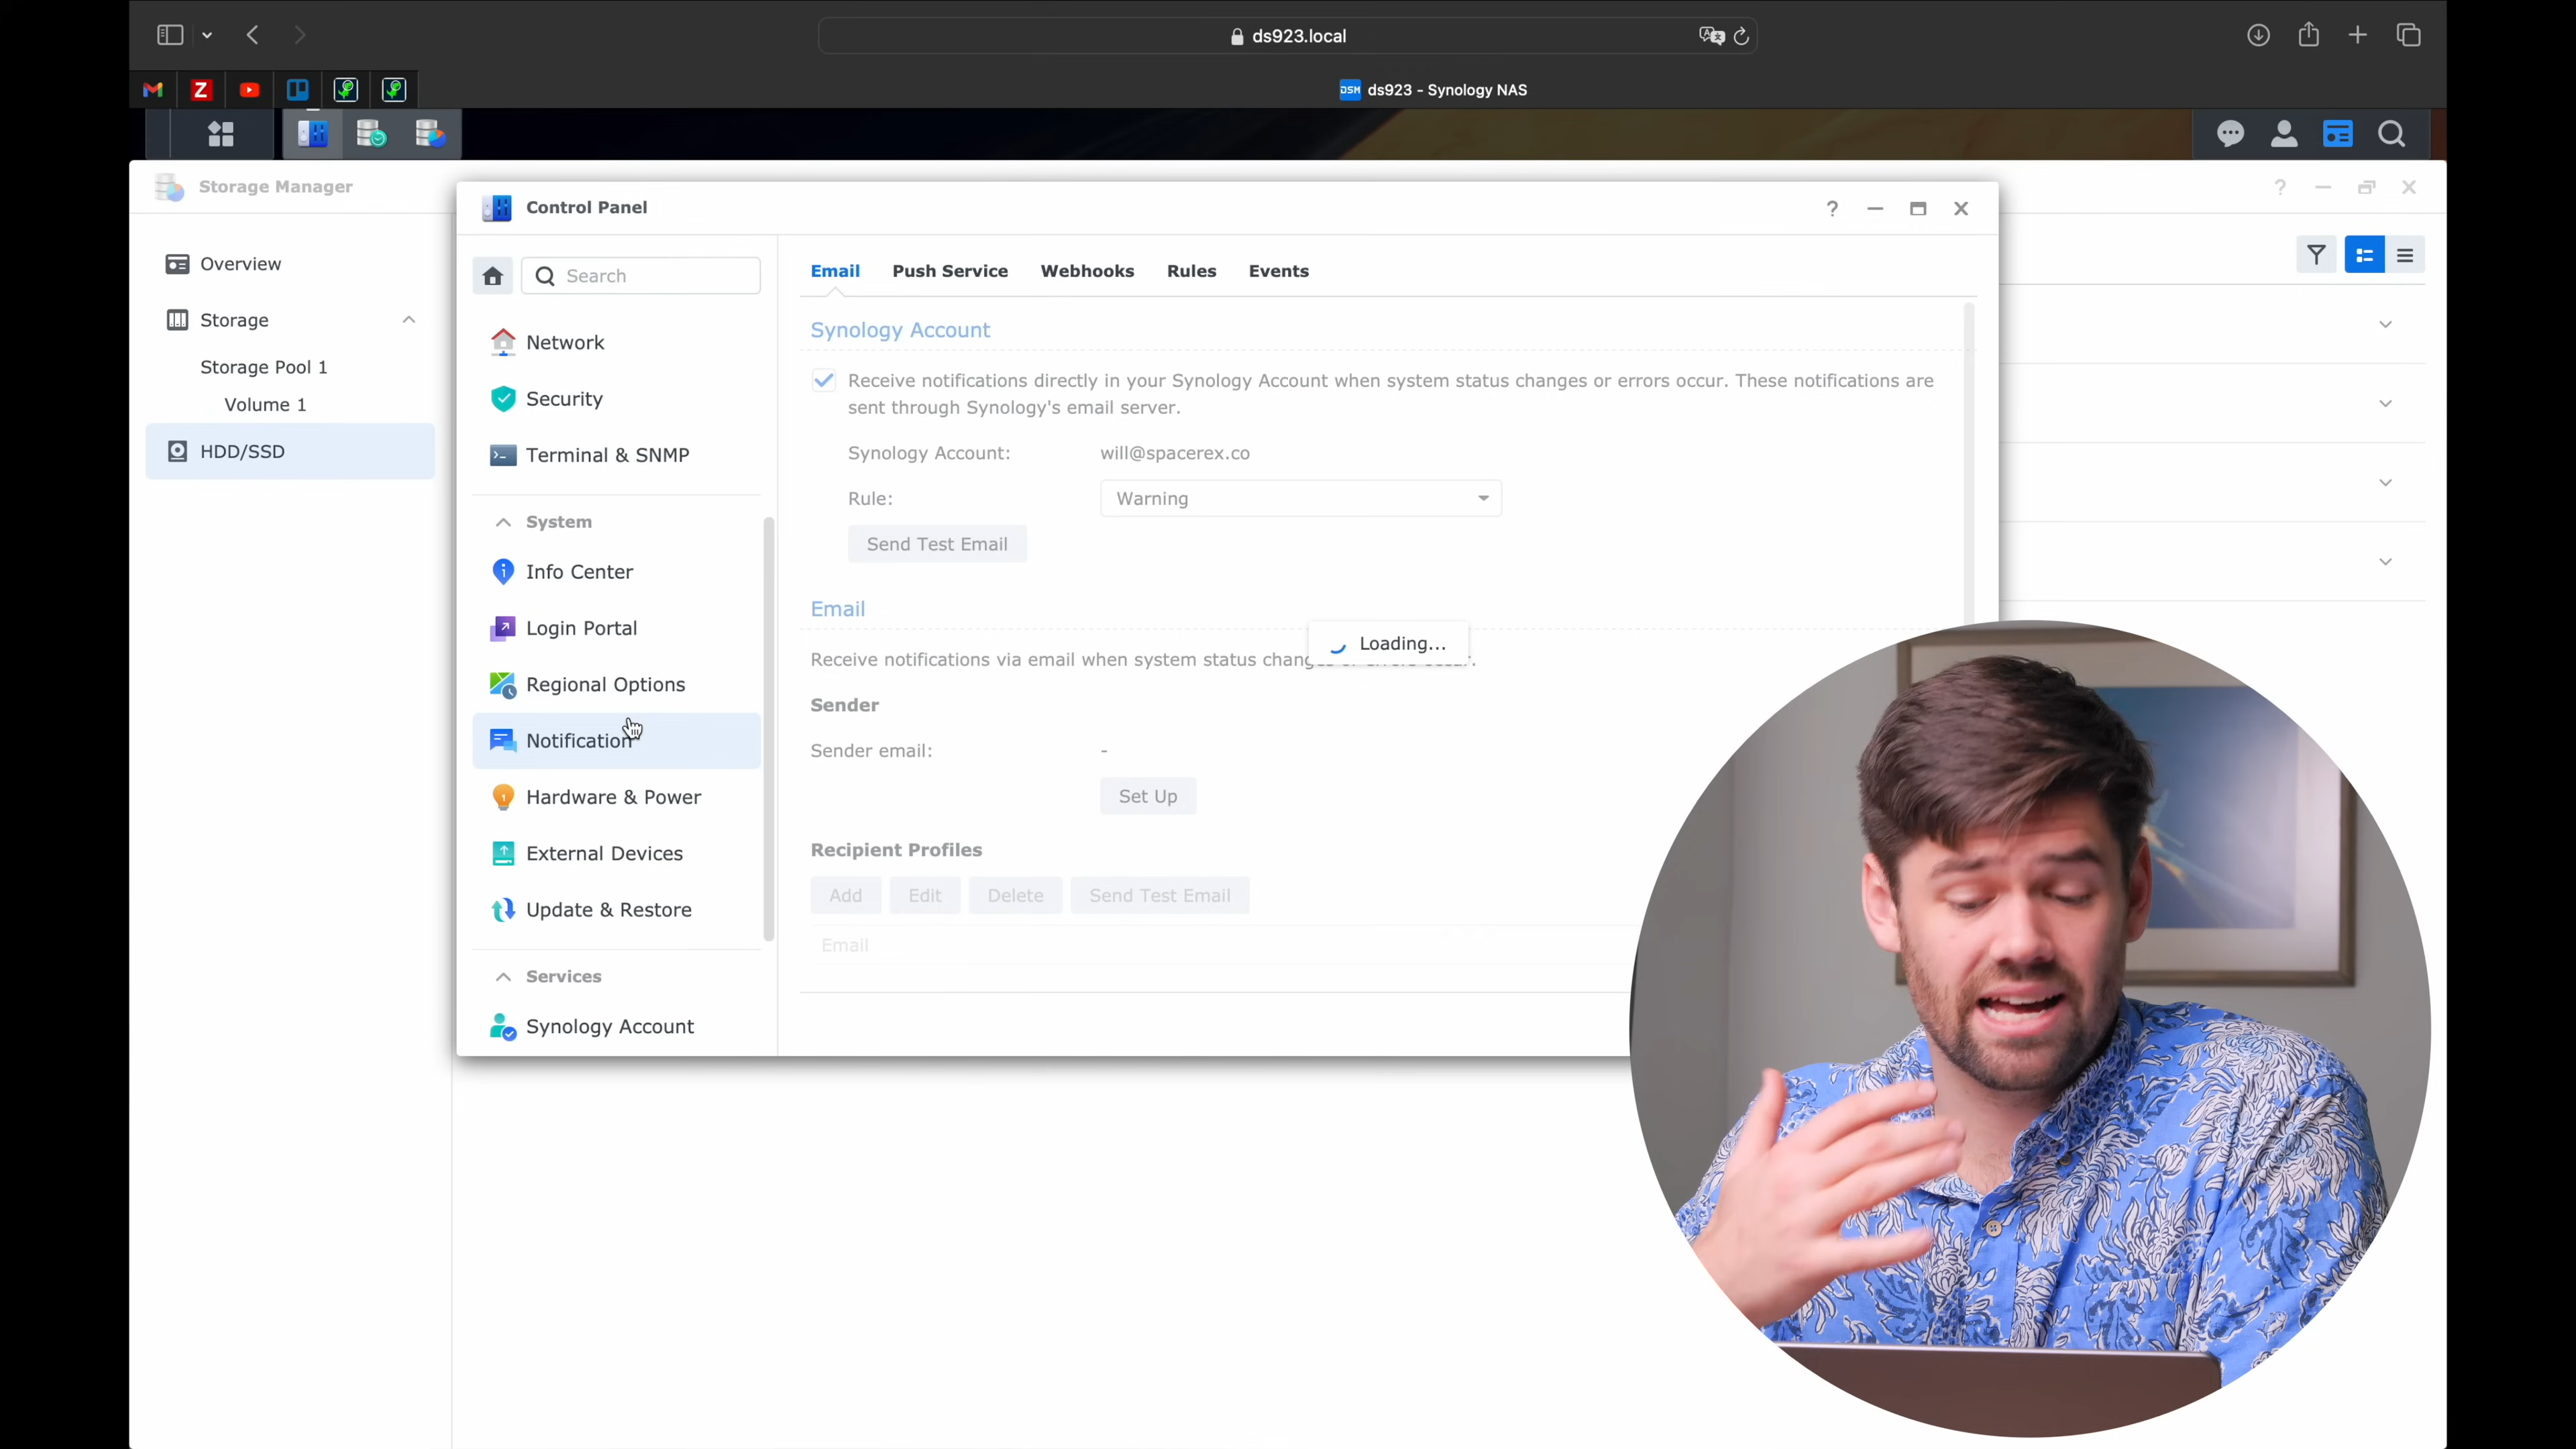 ds923.local
DSM ds923 - Synology NAS
Storage Manager
Overview
Storage
Storage Pool 1
Volume 1
HDD/SSD
Control Panel
Search
Network
Security
Terminal & SNMP
System
Info Center
Login Portal
Regional Options
Notification
Hardware & Power
External Devices
Update & Restore
Services
Synology Account
Email Push Service Webhooks Rules Events
Synology Account
Receive notifications directly in your Synology Account when system status changes or errors occur. These notifications are
sent through Synology's email server.
Synology Account: will@spacerex.co
Rule: Warning
Send Test Email
Email
Loading...
Receive notifications via email when system status changes or errors occur.
Sender
Sender email: -
Set Up
Recipient Profiles
Add Edit Delete Send Test Email
Email